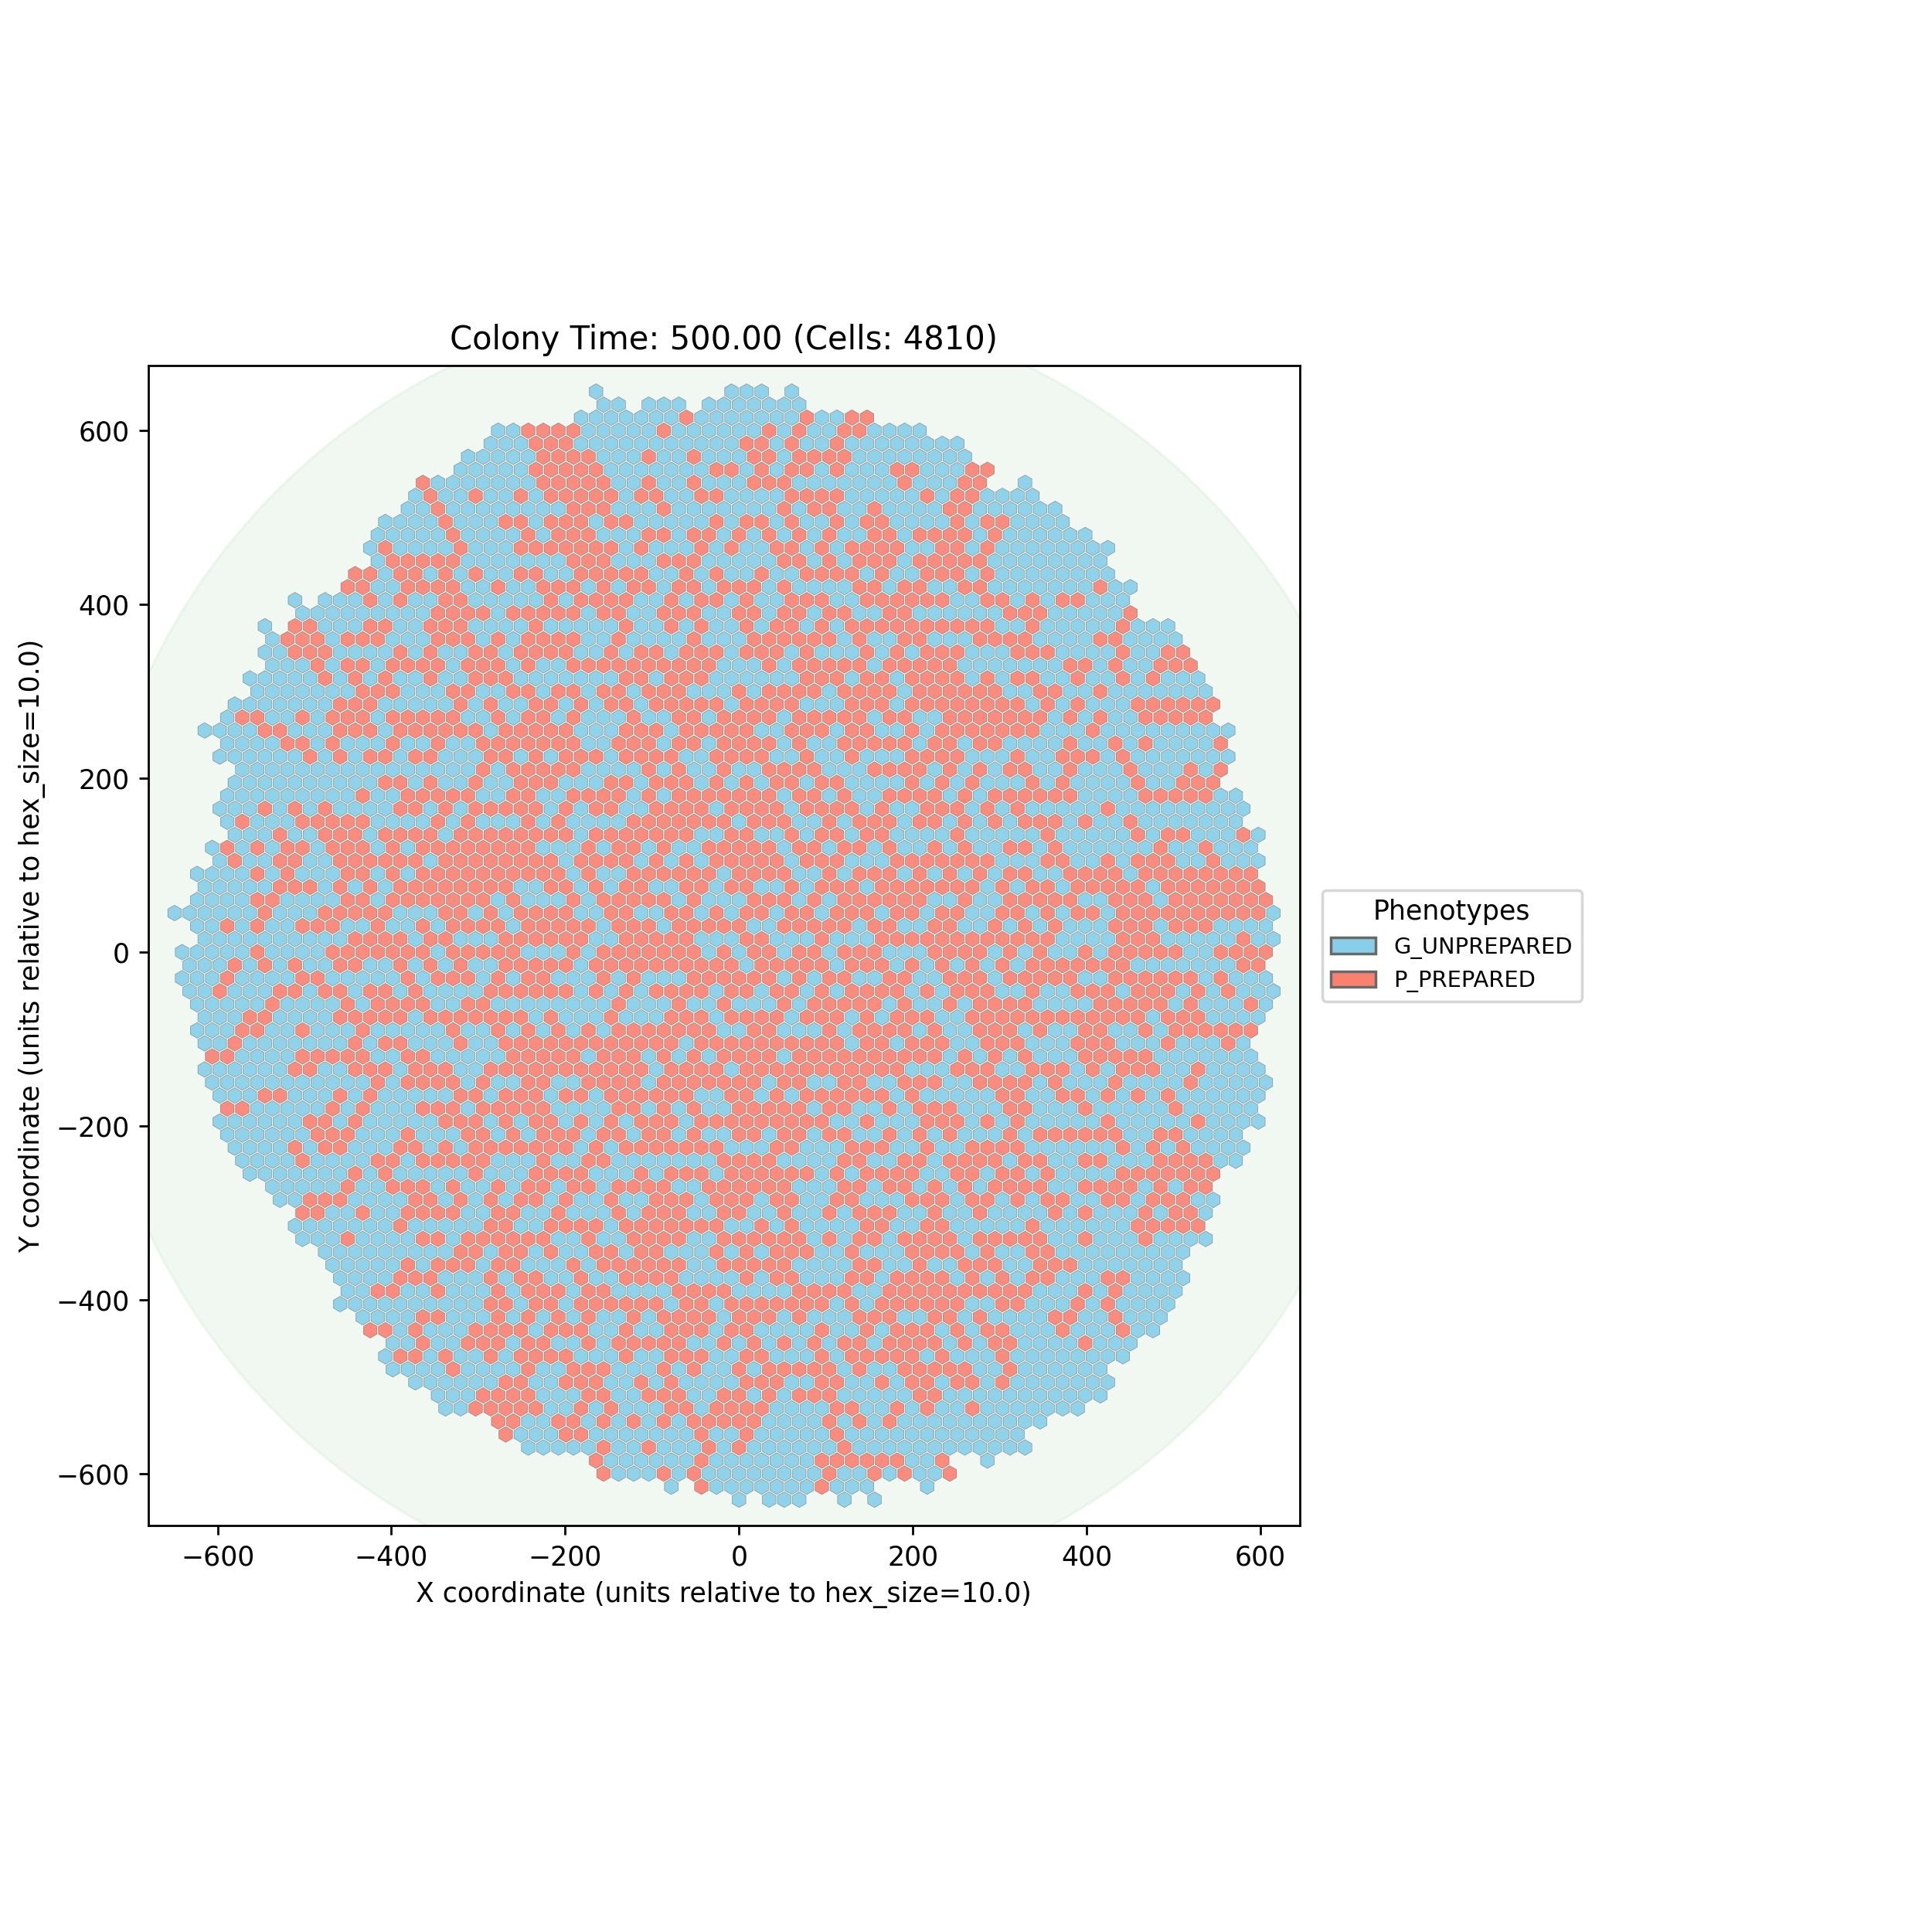 Colony Time: 500.00 (Cells: 4810)
600
400
200
0
−200
−400
−600
Y coordinate (units relative to hex_size=10.0)
−600 −400 −200 0 200 400 600
X coordinate (units relative to hex_size=10.0)
Phenotypes
G_UNPREPARED
P_PREPARED